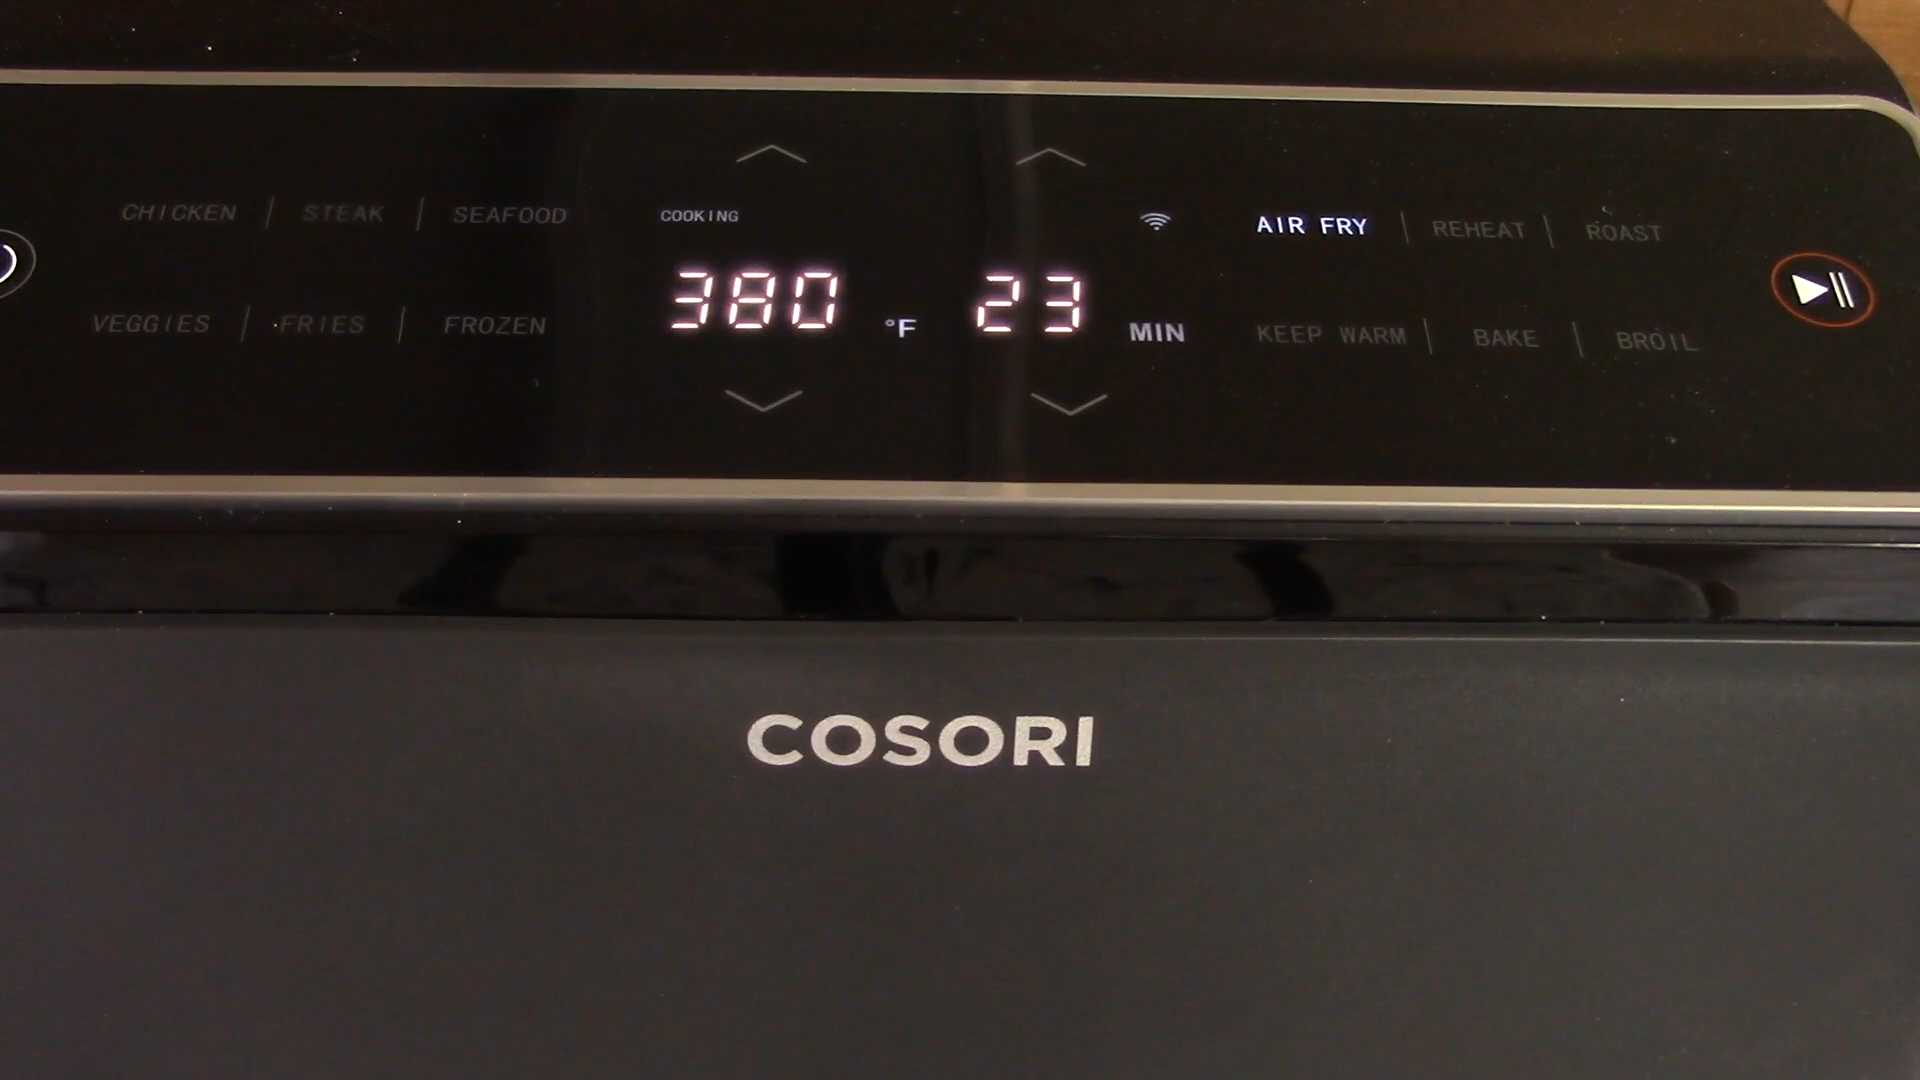 CHICKEN | STEAK | SEAFOOD
VEGGIES | FRIES | FROZEN
COOKING
380 °F 23 MIN
AIR FRY | REHEAT | ROAST
KEEP WARM | BAKE | BROIL
COSORI